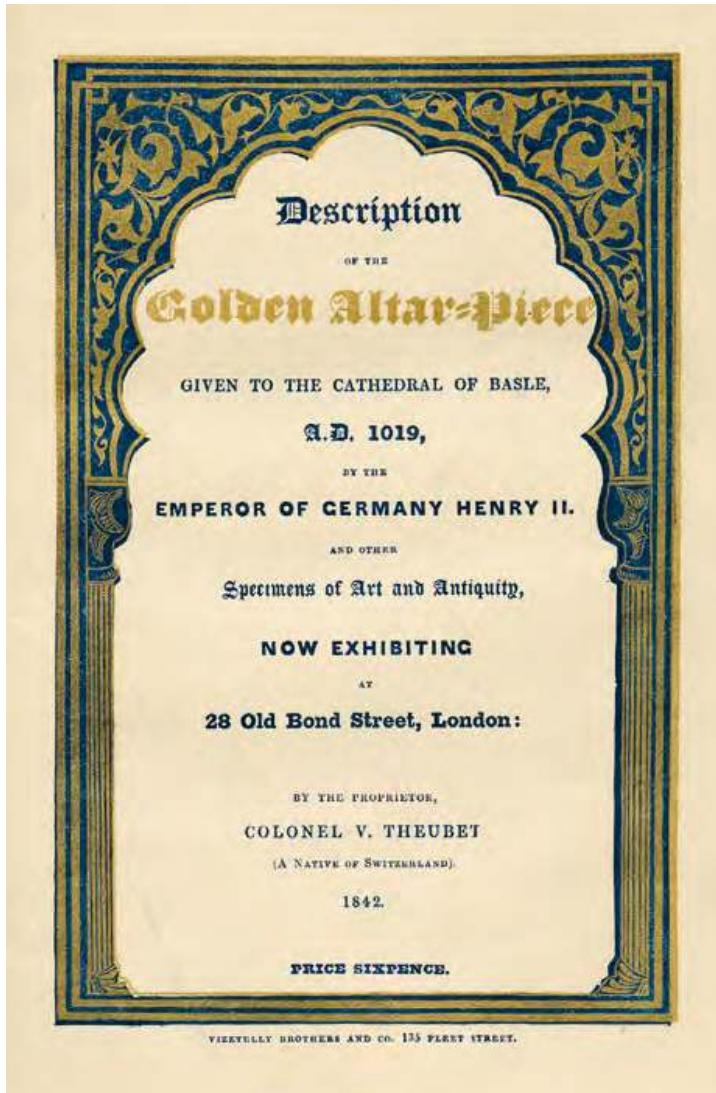 Description
OF THE
Golden Altar-Piece
GIVEN TO THE CATHEDRAL OF BASLE,
A.D. 1019,
BY THE
EMPEROR OF GERMANY HENRY II.
AND OTHER
Specimens of Art and Antiquity,
NOW EXHIBITING
AT
28 Old Bond Street, London:
BY THE PROPRIETOR,
COLONEL V. THEUBET
(A NATIVE OF SWITZERLAND).
1842.
PRICE SIXPENCE.
VIZETELLY BROTHERS AND CO. 135 FLEET STREET.